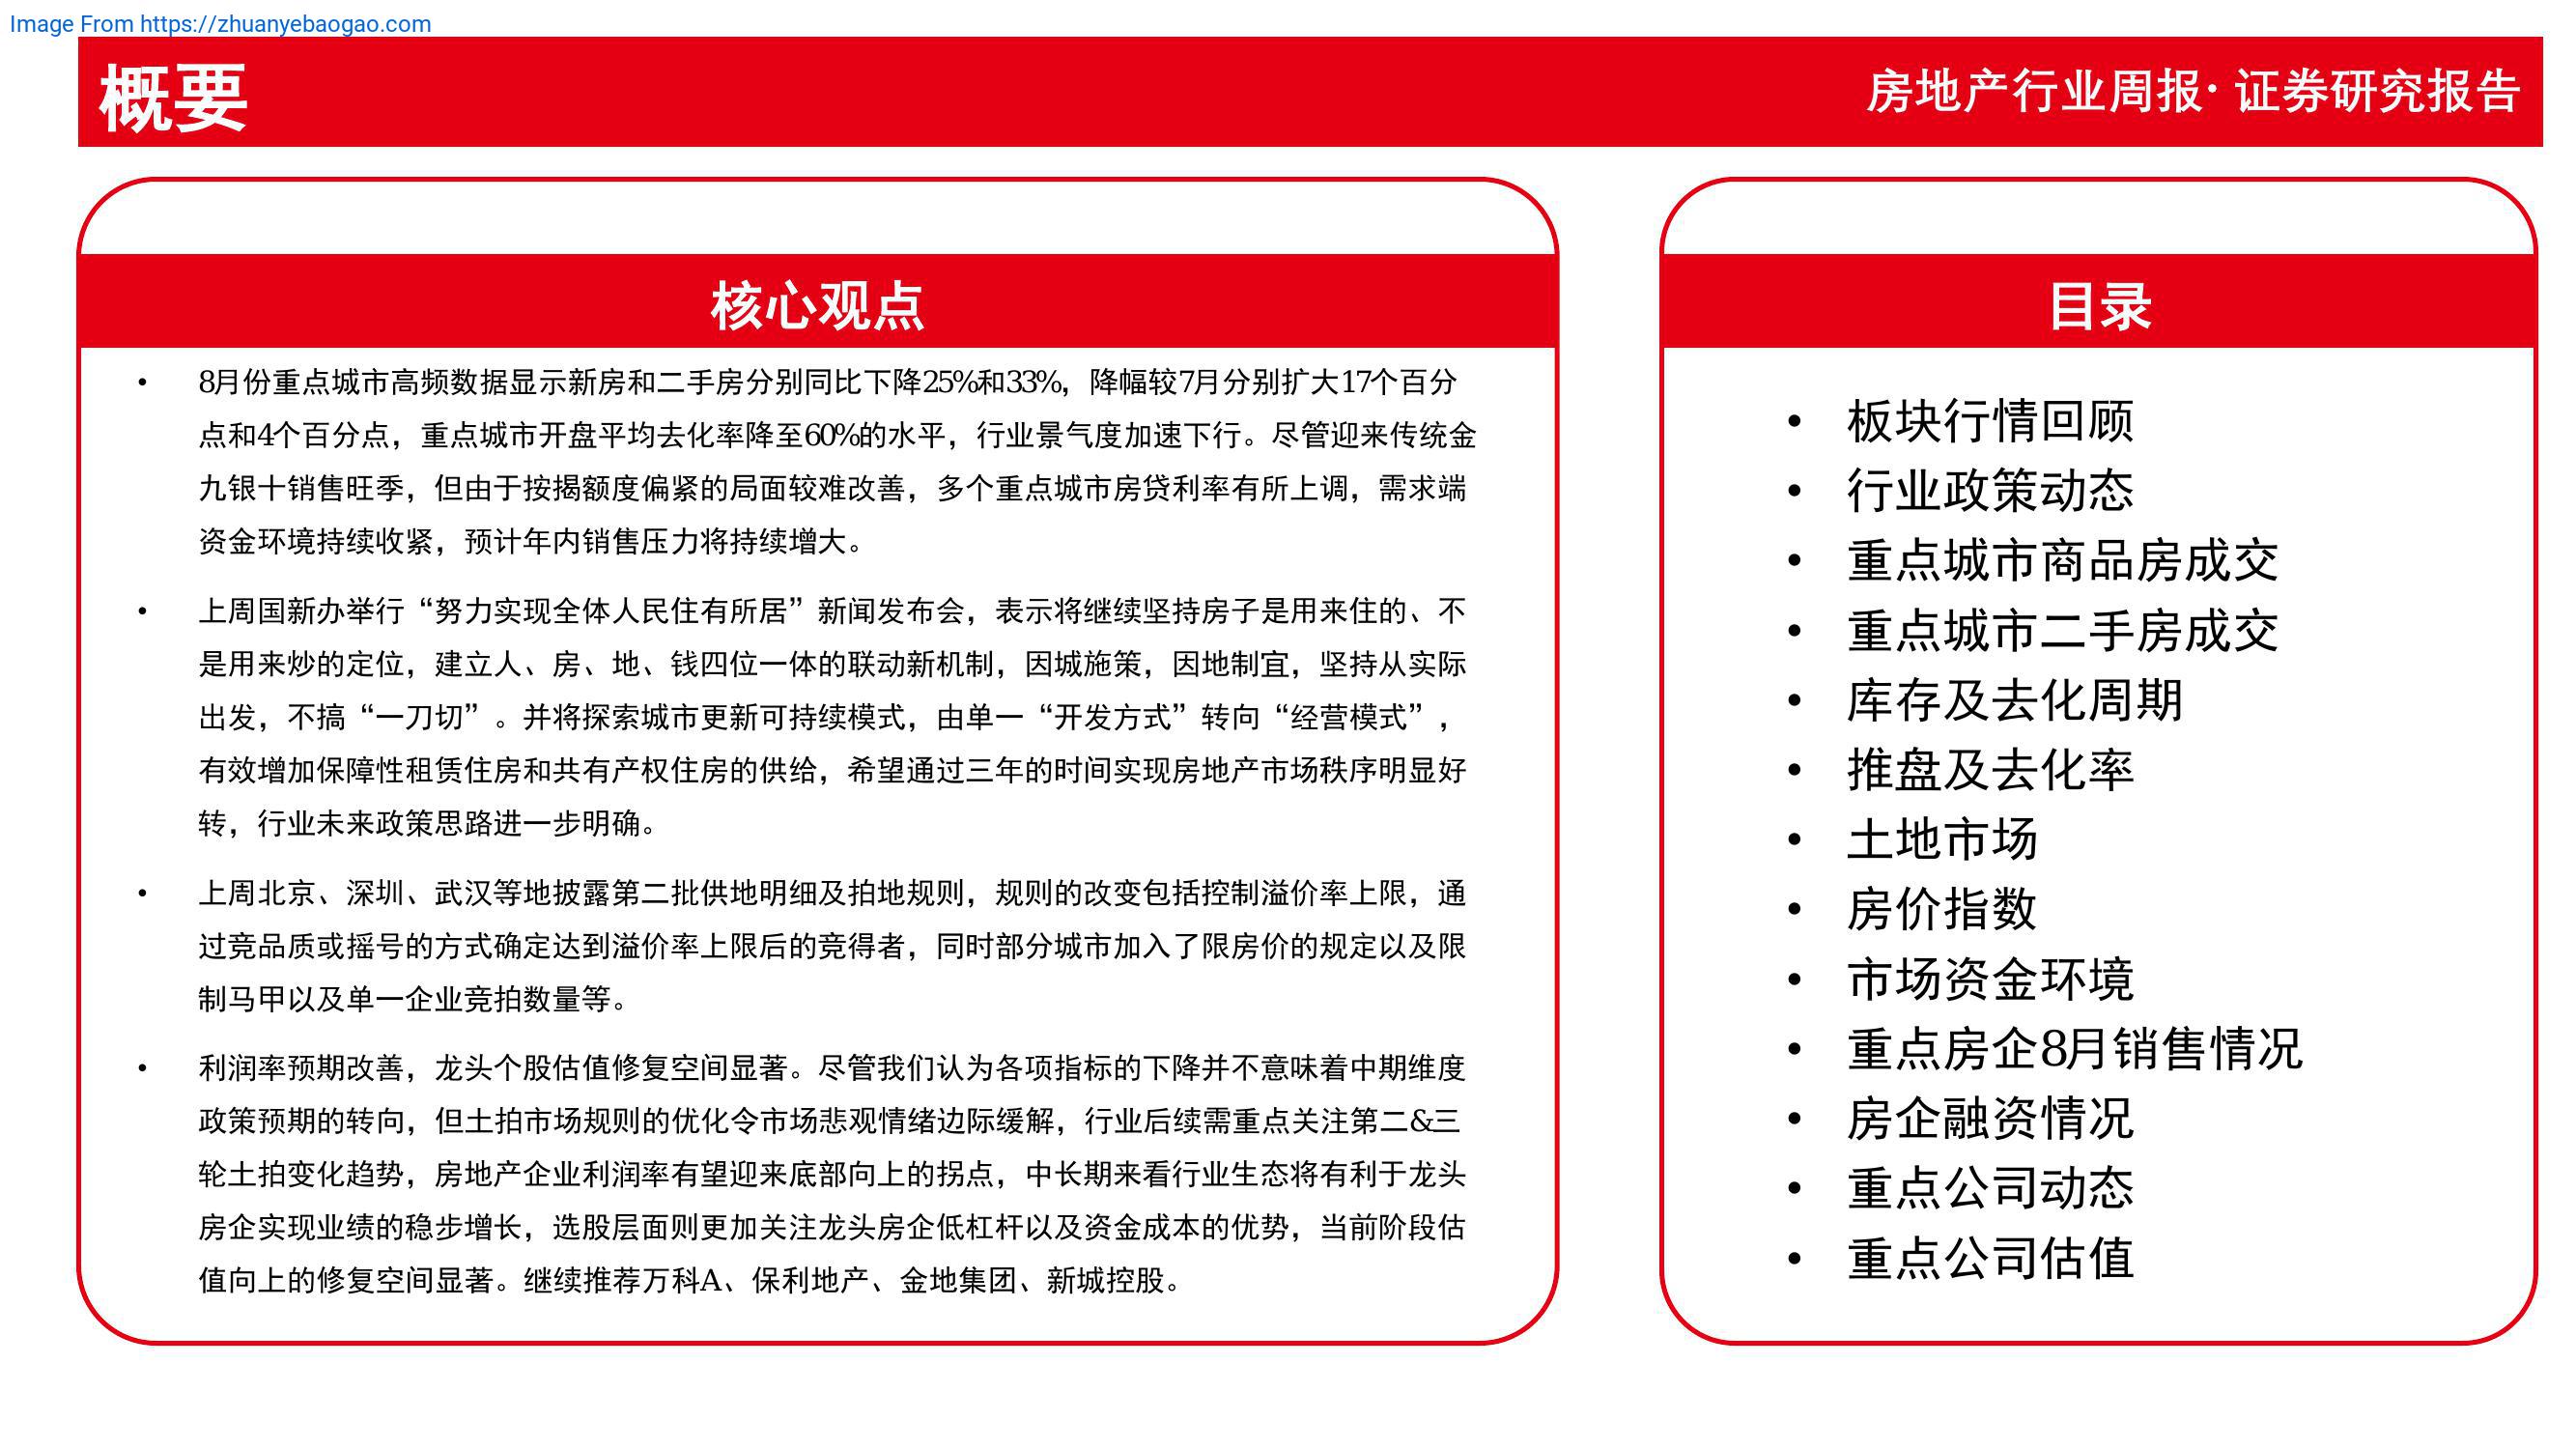 Image From https://zhuanyebaogao.com
概要
房地产行业周报· 证券研究报告
核心观点
• 8月份重点城市高频数据显示新房和二手房分别同比下降25%和33%，降幅较7月分别扩大17个百分
点和4个百分点，重点城市开盘平均去化率降至60%的水平，行业景气度加速下行。尽管迎来传统金
九银十销售旺季，但由于按揭额度偏紧的局面较难改善，多个重点城市房贷利率有所上调，需求端
资金环境持续收紧，预计年内销售压力将持续增大。
• 上周国新办举行“努力实现全体人民住有所居”新闻发布会，表示将继续坚持房子是用来住的、不
是用来炒的定位，建立人、房、地、钱四位一体的联动新机制，因城施策，因地制宜，坚持从实际
出发，不搞“一刀切”。并将探索城市更新可持续模式，由单一“开发方式”转向“经营模式”，
有效增加保障性租赁住房和共有产权住房的供给，希望通过三年的时间实现房地产市场秩序明显好
转，行业未来政策思路进一步明确。
• 上周北京、深圳、武汉等地披露第二批供地明细及拍地规则，规则的改变包括控制溢价率上限，通
过竞品质或摇号的方式确定达到溢价率上限后的竞得者，同时部分城市加入了限房价的规定以及限
制马甲以及单一企业竞拍数量等。
• 利润率预期改善，龙头个股估值修复空间显著。尽管我们认为各项指标的下降并不意味着中期维度
政策预期的转向，但土拍市场规则的优化令市场悲观情绪边际缓解，行业后续需重点关注第二&三
轮土拍变化趋势，房地产企业利润率有望迎来底部向上的拐点，中长期来看行业生态将有利于龙头
房企实现业绩的稳步增长，选股层面则更加关注龙头房企低杠杆以及资金成本的优势，当前阶段估
值向上的修复空间显著。继续推荐万科A、保利地产、金地集团、新城控股。
目录
• 板块行情回顾
• 行业政策动态
• 重点城市商品房成交
• 重点城市二手房成交
• 库存及去化周期
• 推盘及去化率
• 土地市场
• 房价指数
• 市场资金环境
• 重点房企8月销售情况
• 房企融资情况
• 重点公司动态
• 重点公司估值